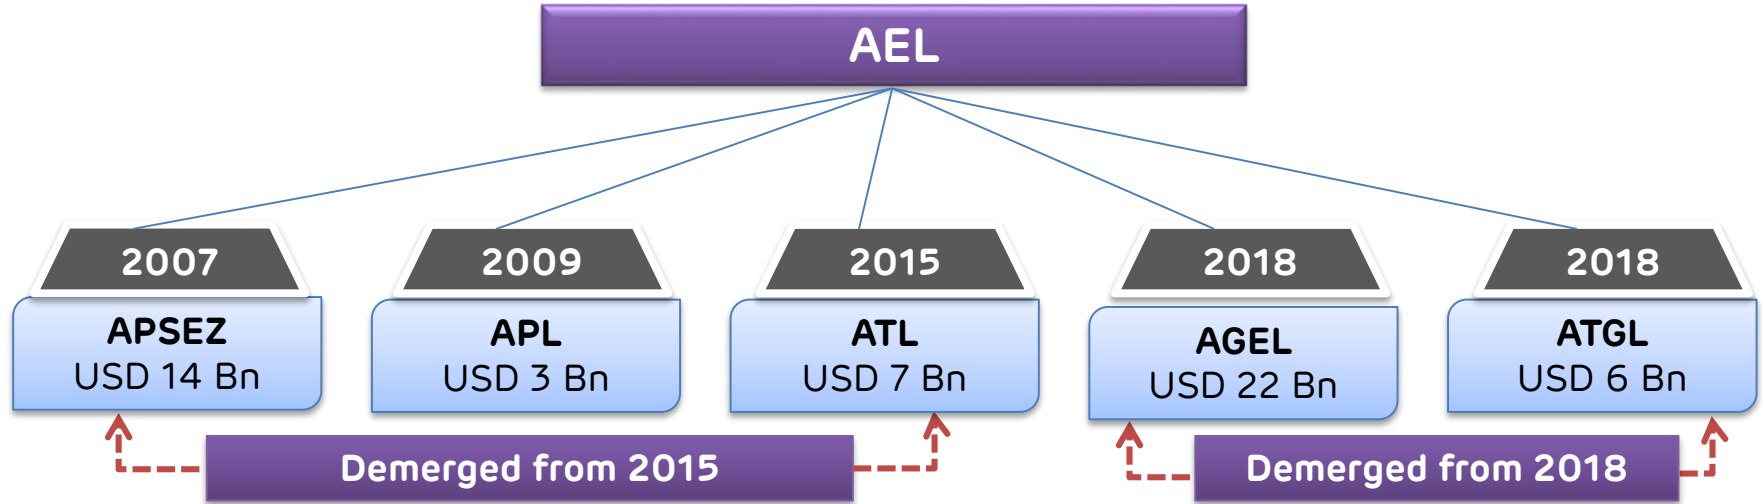 AEL
2007
2009
2015
2018
2018
APSEZ
USD 14 Bn
APL
USD 3 Bn
ATL
USD 7 Bn
AGEL
USD 22 Bn
ATGL
USD 6 Bn
Demerged from 2015
Demerged from 2018